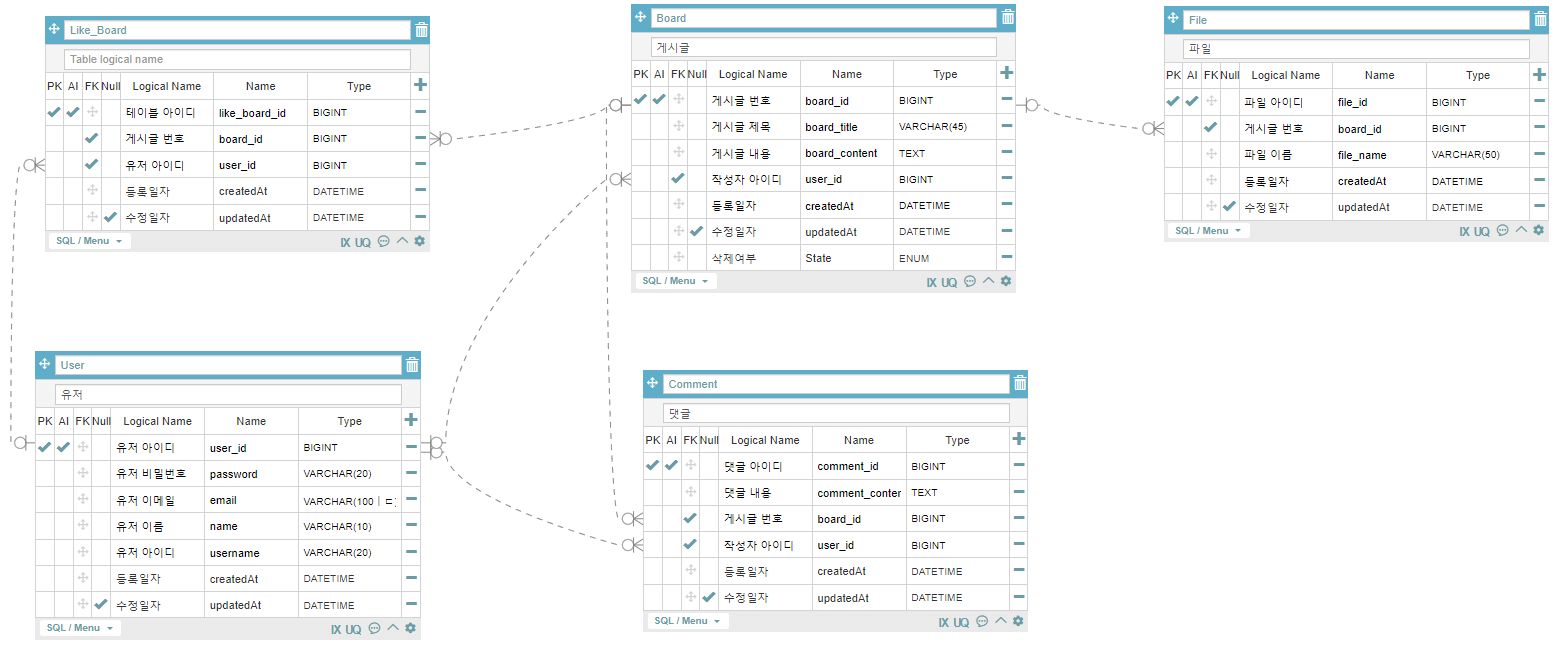 Like_Board
Table logical name
PK AI FK Null Logical Name Name Type
테이블 아이디 like_board_id BIGINT
게시글 번호 board_id BIGINT
유저 아이디 user_id BIGINT
등록일자 createdAt DATETIME
수정일자 updatedAt DATETIME
SQL / Menu IX UQ
Board
게시글
PK AI FK Null Logical Name Name Type
게시글 번호 board_id BIGINT
게시글 제목 board_title VARCHAR(45)
게시글 내용 board_content TEXT
작성자 아이디 user_id BIGINT
등록일자 createdAt DATETIME
수정일자 updatedAt DATETIME
삭제여부 State ENUM
SQL / Menu IX UQ
File
파일
PK AI FK Null Logical Name Name Type
파일 아이디 file_id BIGINT
게시글 번호 board_id BIGINT
파일 이름 file_name VARCHAR(50)
등록일자 createdAt DATETIME
수정일자 updatedAt DATETIME
SQL / Menu IX UQ
User
유저
PK AI FK Null Logical Name Name Type
유저 아이디 user_id BIGINT
유저 비밀번호 password VARCHAR(20)
유저 이메일 email VARCHAR(100ㅣㄷ)
유저 이름 name VARCHAR(10)
유저 아이디 username VARCHAR(20)
등록일자 createdAt DATETIME
수정일자 updatedAt DATETIME
SQL / Menu IX UQ
Comment
댓글
PK AI FK Null Logical Name Name Type
댓글 아이디 comment_id BIGINT
댓글 내용 comment_conter TEXT
게시글 번호 board_id BIGINT
작성자 아이디 user_id BIGINT
등록일자 createdAt DATETIME
수정일자 updatedAt DATETIME
SQL / Menu IX UQ